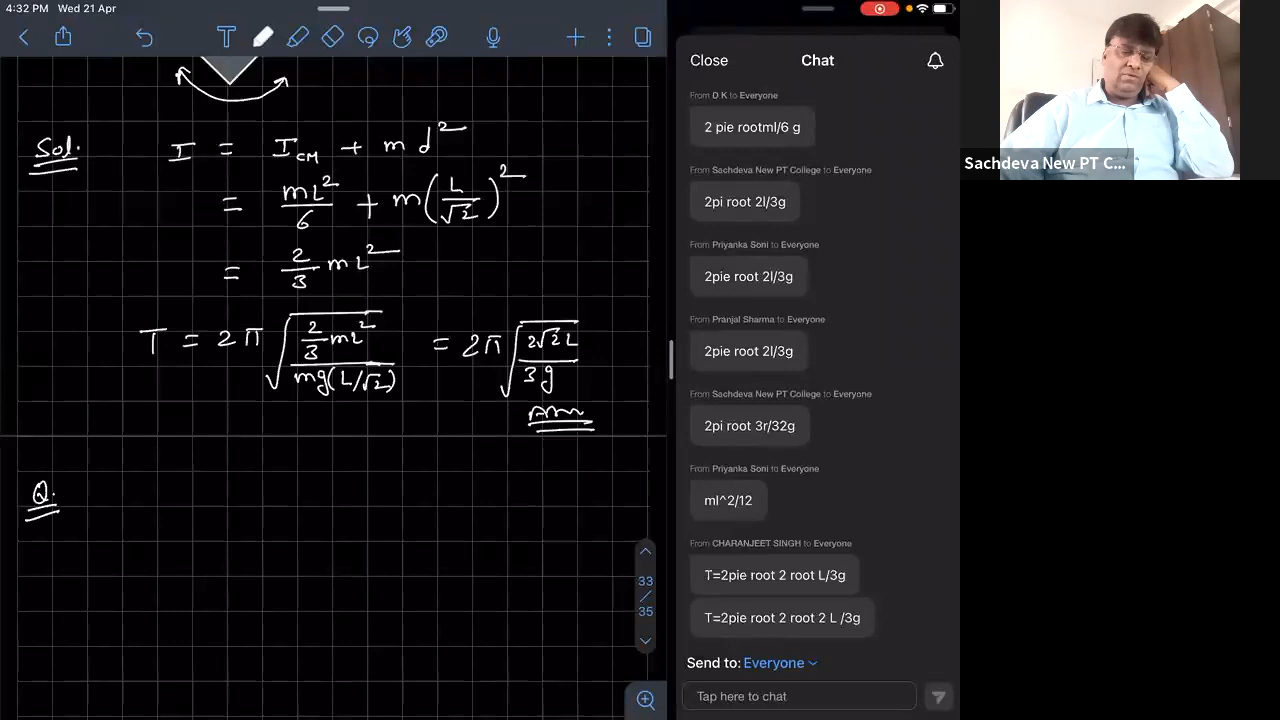 4:32 PM Wed 21 Apr
Sol. I = I_CM + m d²
= mL²/6 + m(L/√2)²
= 2/3 mL²
T = 2π √(2/3 mL² / mg(L/√2)) = 2π √(2√2 L / 3g)
Ans
Q.
33
/
35
Close Chat
From O K to Everyone
2 pie rootml/6 g
From Sachdeva New PT College to Everyone
2pi root 2l/3g
From Priyanka Soni to Everyone
2pie root 2l/3g
From Pranjal Sharma to Everyone
2pie root 2l/3g
From Sachdeva New PT College to Everyone
2pi root 3r/32g
From Priyanka Soni to Everyone
ml^2/12
From CHARANJEET SINGH to Everyone
T=2pie root 2 root L/3g
T=2pie root 2 root 2 L /3g
Send to: Everyone
Tap here to chat
Sachdeva New PT C...